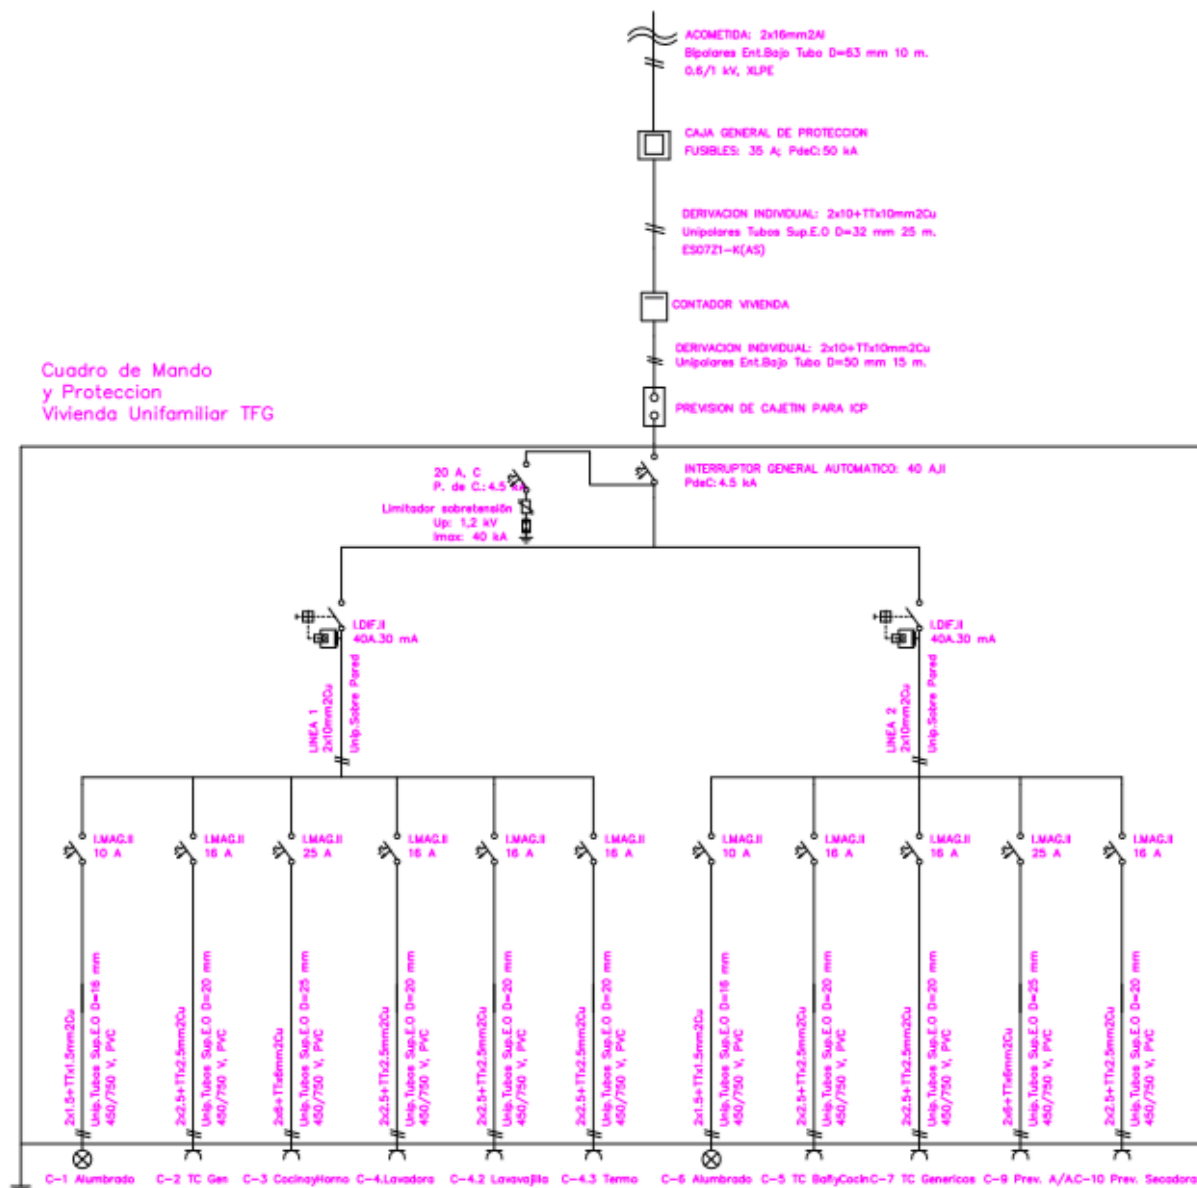 ACOMETIDA: 2x16mm2Al
Bipolares Ent.Bajo Tubo D=63 mm 10 m.
0.6/1 kV, XLPE
CAJA GENERAL DE PROTECCION
FUSIBLES: 35 A; PdeC:50 kA
DERIVACION INDIVIDUAL: 2x10+TTx10mm2Cu
Unipolares Tubos Sup.E.O D=32 mm 25 m.
ES07Z1-K(AS)
CONTADOR VIVIENDA
DERIVACION INDIVIDUAL: 2x10+TTx10mm2Cu
Unipolares Ent.Bajo Tubo D=50 mm 15 m.
Cuadro de Mando
y Proteccion
Vivienda Unifamiliar TFG
PREVISION DE CAJETIN PARA ICP
INTERRUPTOR GENERAL AUTOMATICO: 40 A,II
PdeC: 4.5 kA
20 A, C
P. de C.: 4.5 kA
Limitador sobretensión
Up: 1,2 kV
Imax: 40 kA
I.DIF.II
40A.30 mA
I.DIF.II
40A.30 mA
LINEA 1
2x10mm2Cu
Unip.Sobre Pared
LINEA 2
2x10mm2Cu
Unip.Sobre Pared
I.MAG.II
10 A
I.MAG.II
16 A
I.MAG.II
25 A
I.MAG.II
16 A
I.MAG.II
16 A
I.MAG.II
16 A
I.MAG.II
10 A
I.MAG.II
16 A
I.MAG.II
16 A
I.MAG.II
25 A
I.MAG.II
16 A
2x1.5+TTx1.5mm2Cu
Unip.Tubos Sup.E.O D=16 mm
450/750 V, PVC
2x2.5+TTx2.5mm2Cu
Unip.Tubos Sup.E.O D=20 mm
450/750 V, PVC
2x6+TTx6mm2Cu
Unip.Tubos Sup.E.O D=25 mm
450/750 V, PVC
2x2.5+TTx2.5mm2Cu
Unip.Tubos Sup.E.O D=20 mm
450/750 V, PVC
2x2.5+TTx2.5mm2Cu
Unip.Tubos Sup.E.O D=20 mm
450/750 V, PVC
2x2.5+TTx2.5mm2Cu
Unip.Tubos Sup.E.O D=20 mm
450/750 V, PVC
2x1.5+TTx1.5mm2Cu
Unip.Tubos Sup.E.O D=16 mm
450/750 V, PVC
2x2.5+TTx2.5mm2Cu
Unip.Tubos Sup.E.O D=20 mm
450/750 V, PVC
2x2.5+TTx2.5mm2Cu
Unip.Tubos Sup.E.O D=20 mm
450/750 V, PVC
2x6+TTx6mm2Cu
Unip.Tubos Sup.E.O D=25 mm
450/750 V, PVC
2x2.5+TTx2.5mm2Cu
Unip.Tubos Sup.E.O D=20 mm
450/750 V, PVC
C-1 Alumbrado
C-2 TC Gen
C-3 CocinayHorno
C-4.Lavadora
C-4.2 Lavavajilla
C-4.3 Termo
C-6 Alumbrado
C-5 TC BañyCocin
C-7 TC Genericos
C-9 Prev. A/A
C-10 Prev. Secadora